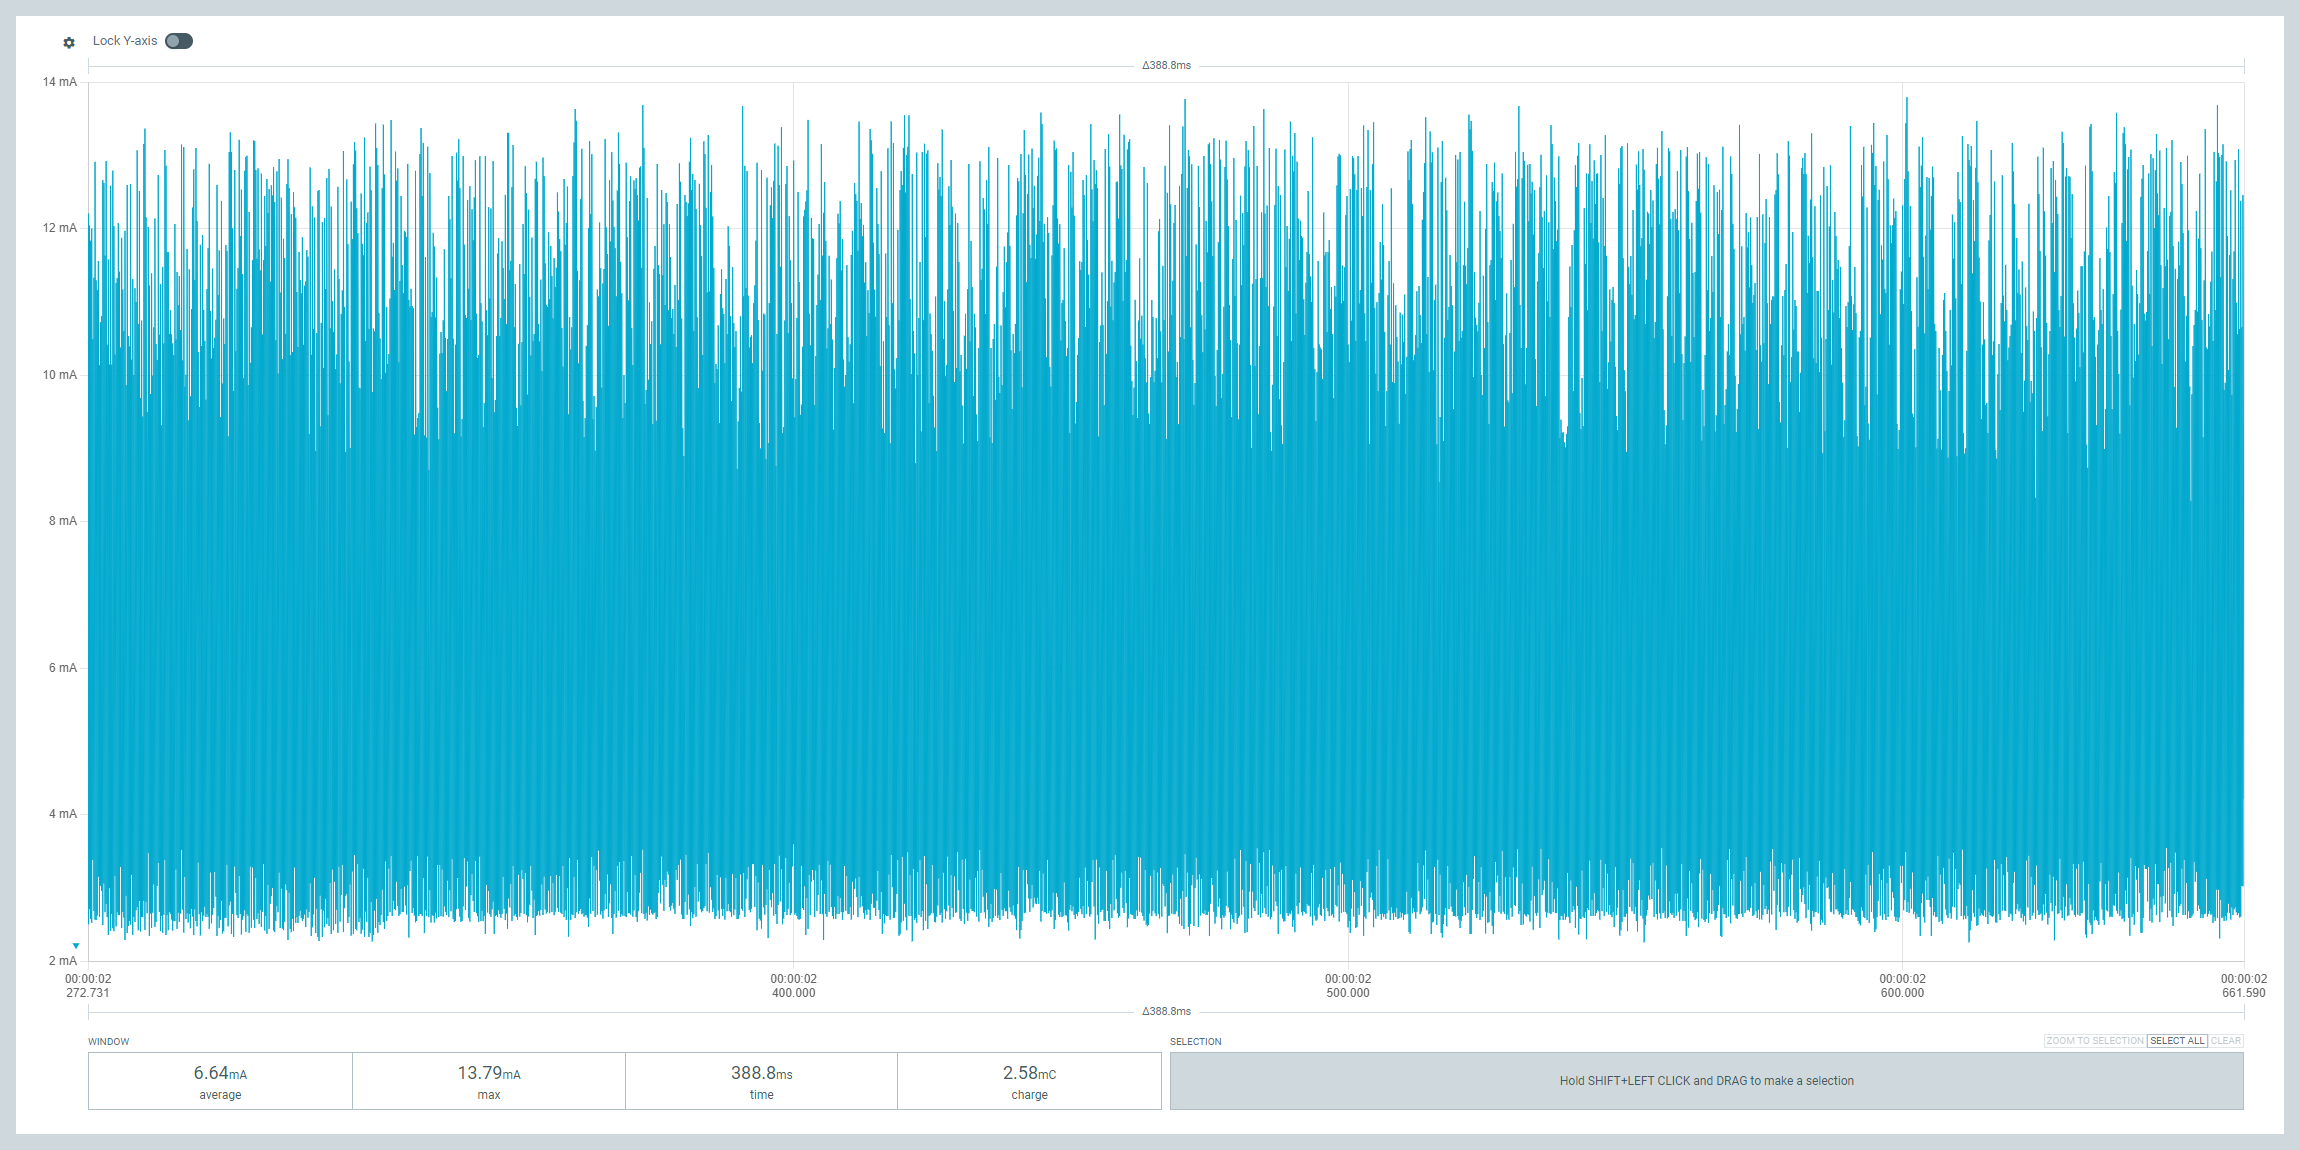 Lock Y-axis
Δ388.8ms
14 mA
12 mA
10 mA
8 mA
6 mA
4 mA
2 mA
00:00:02 00:00:02 00:00:02 00:00:02 00:00:02
272.731 400.000 500.000 600.000 661.590
Δ388.8ms
WINDOW
6.64mA 13.79mA 388.8ms 2.58mC
average max time charge
SELECTION
ZOOM TO SELECTION SELECT ALL CLEAR
Hold SHIFT+LEFT CLICK and DRAG to make a selection